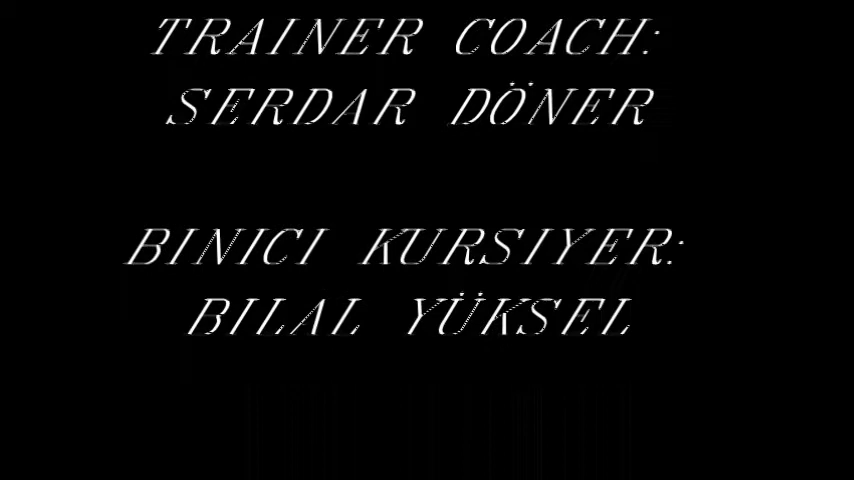 TRAINER COACH:
SERDAR DÖNER
BINICI KURSIYER:
BILAL YÜKSEL